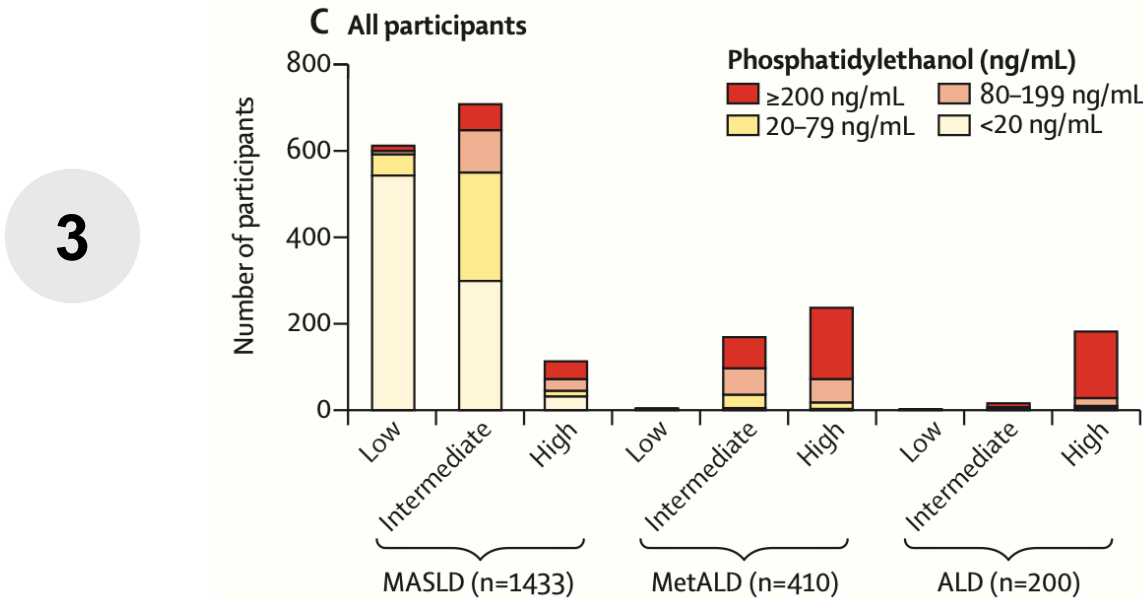 3
C All participants
Phosphatidylethanol (ng/mL)
≥200 ng/mL 80–199 ng/mL
20–79 ng/mL <20 ng/mL
Number of participants
800
600
400
200
0
Low Intermediate High Low Intermediate High Low Intermediate High
MASLD (n=1433) MetALD (n=410) ALD (n=200)